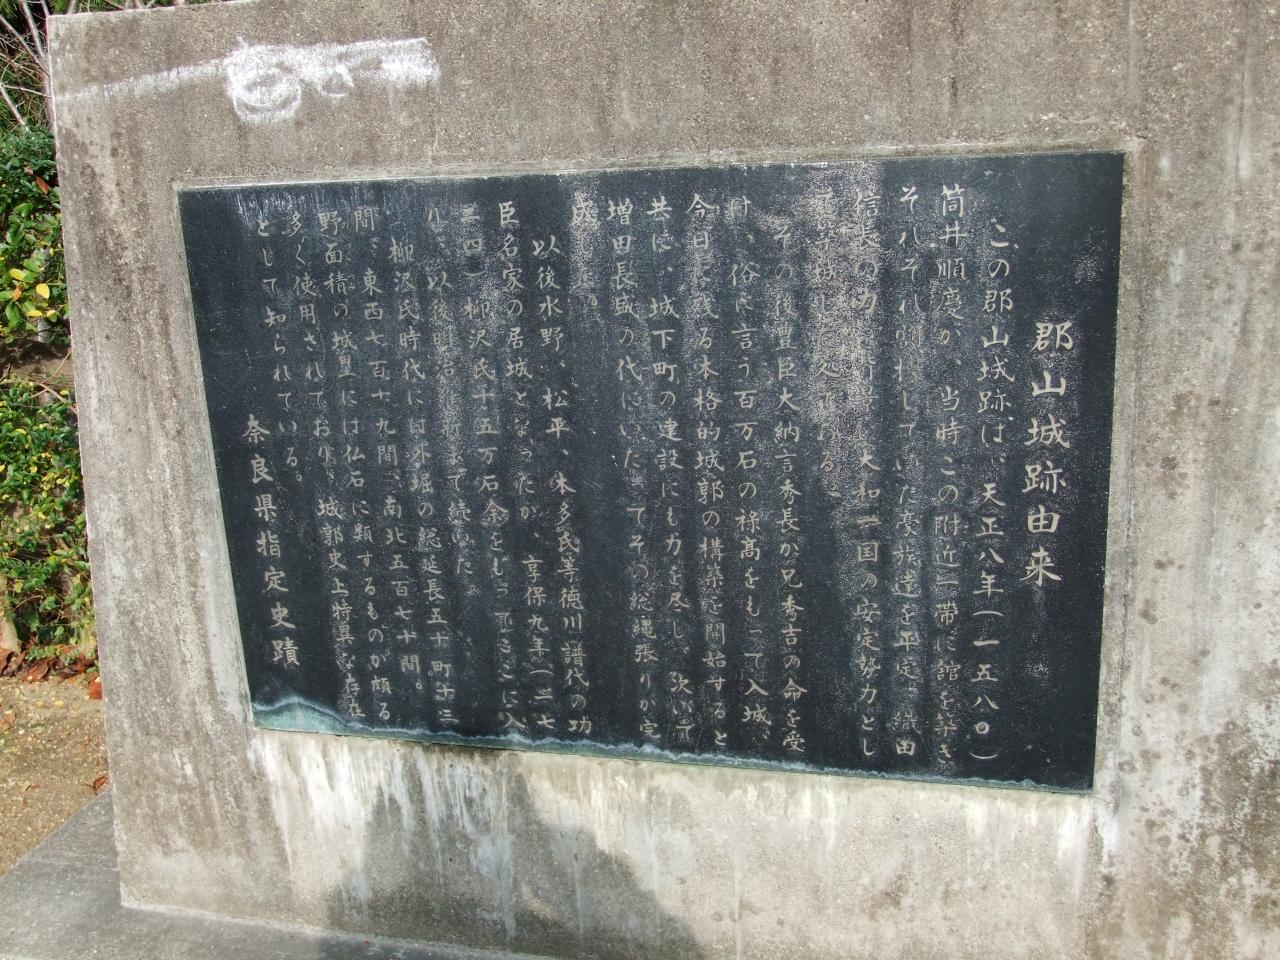 郡山城跡由来
この郡山城跡は、天正八年(一五八〇)
筒井順慶が、当時この附近一帯に舘を築き
それぞれ割拠していた豪族達を平定、織田
信長の力 大和一国の安定勢力とし
城した処である。
その後豊臣大納言秀長が兄秀吉の命を受
け、俗に言う百万石の禄高をもって入城、
今日に残る本格的城郭の構築を開始すると
共に、城下町の建設にも力を尽し、次いで
増田長盛の代にいたってその総縄張りが完
成した。
以後水野、松平、本多氏等徳川譜代の功
臣名家の居城となったが、享保九年(一七
二四)柳沢氏十五万石余をもってここに入
り、以後明治維新まで続いた。
柳沢氏時代には外堀の総延長五十町十三
間、東西七百十九間、南北五百七十間。
野面積の城塁には仏石に類するものが頗る
多く使用されており、城郭史上特異な存在
として知られている。
奈良県指定史蹟